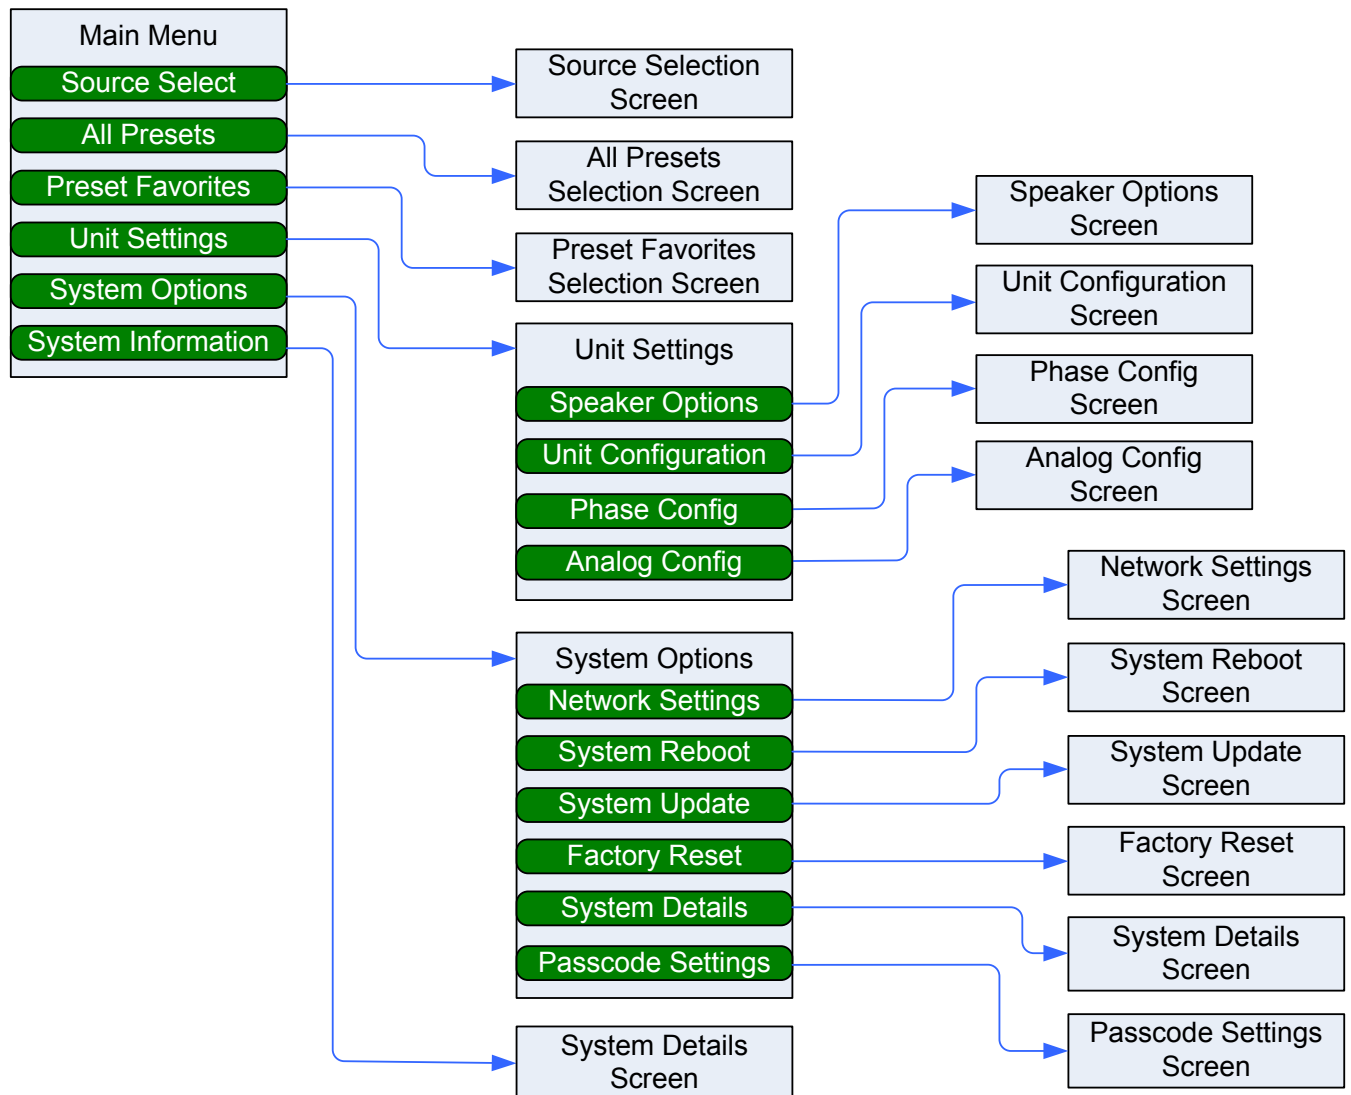 Main Menu
Source Select
All Presets
Preset Favorites
Unit Settings
System Options
System Information
Source Selection
Screen
All Presets
Selection Screen
Preset Favorites
Selection Screen
Unit Settings
Speaker Options
Unit Configuration
Phase Config
Analog Config
System Options
Network Settings
System Reboot
System Update
Factory Reset
System Details
Passcode Settings
System Details
Screen
Speaker Options
Screen
Unit Configuration
Screen
Phase Config
Screen
Analog Config
Screen
Network Settings
Screen
System Reboot
Screen
System Update
Screen
Factory Reset
Screen
System Details
Screen
Passcode Settings
Screen